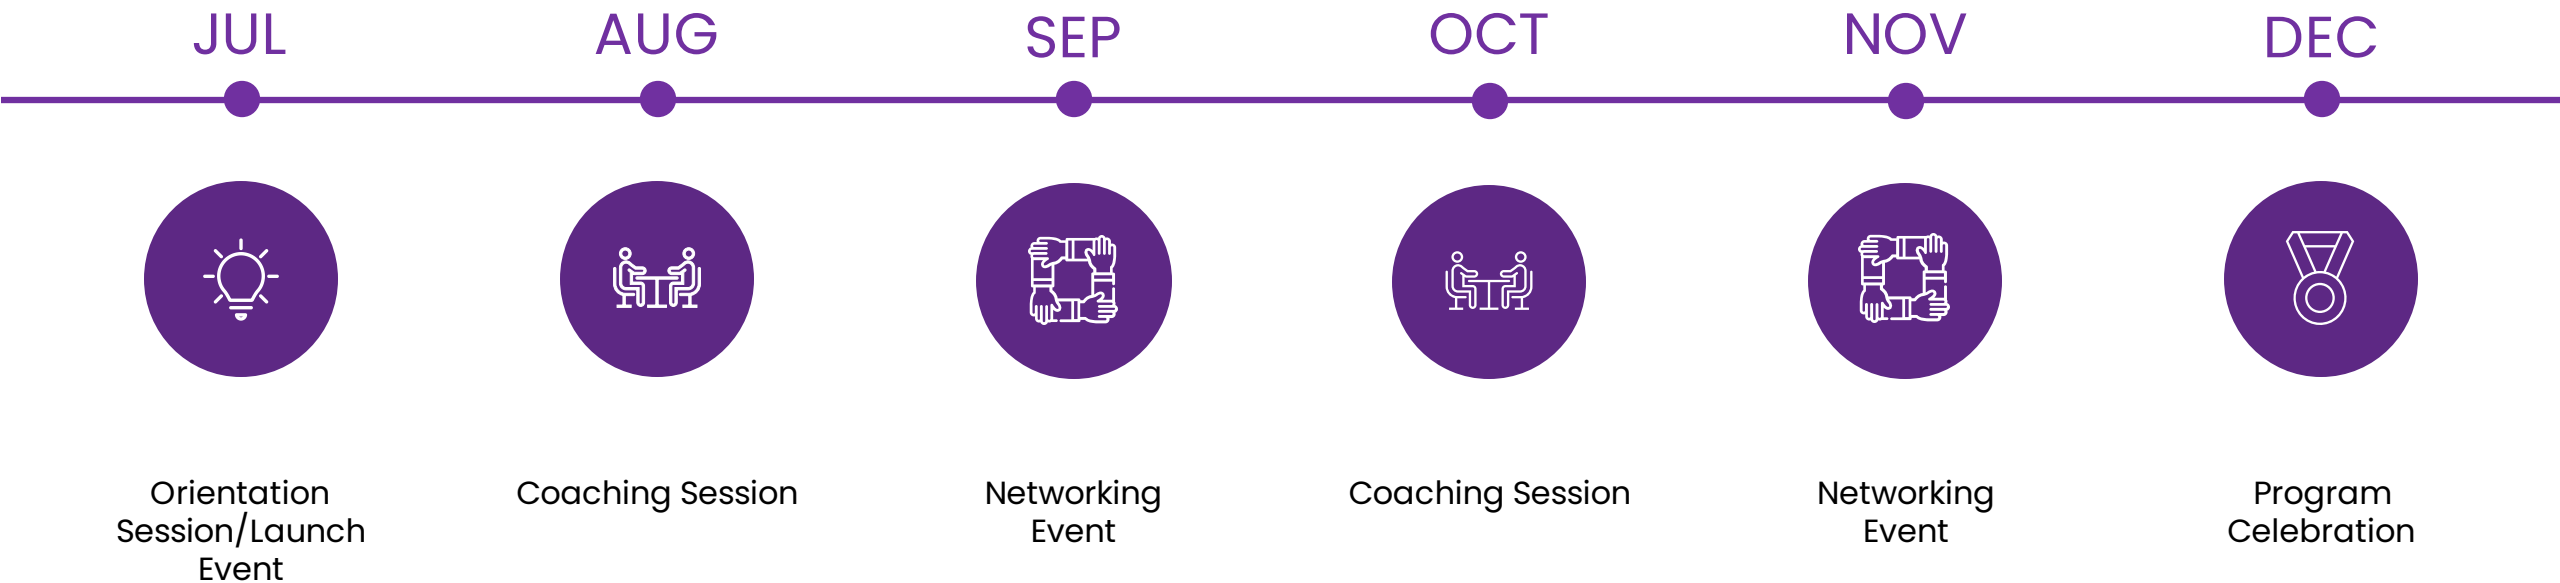 JUL
AUG
SEP
OCT
NOV
DEC
Orientation
Session/Launch
Event
Coaching Session
Networking
Event
Coaching Session
Networking
Event
Program
Celebration